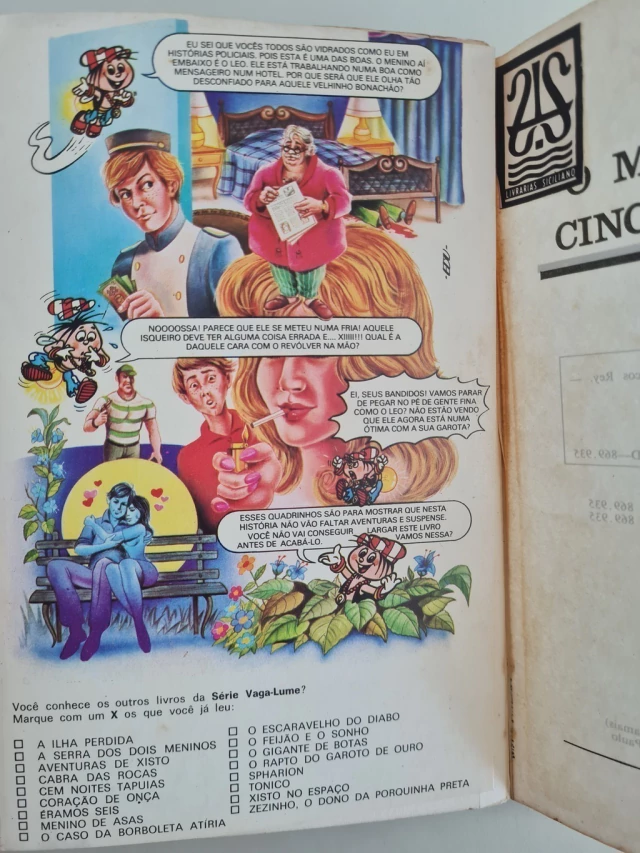 EU SEI QUE VOCÊS TODOS SÃO VIDRADOS COMO EU EM
HISTÓRIAS POLICIAIS. POIS ESTA É UMA DAS BOAS. O MENINO AÍ
EMBAIXO É O LEO. ELE ESTÁ TRABALHANDO NUMA BOA COMO
MENSAGEIRO NUM HOTEL. POR QUE SERÁ QUE ELE OLHA TÃO
DESCONFIADO PARA AQUELE VELHINHO BONACHÃO?
NOOOOSSA! PARECE QUE ELE SE METEU NUMA FRIA! AQUELE
ISQUEIRO DEVE TER ALGUMA COISA ERRADA E... XIIIII!!! QUAL É A
DAQUELE CARA COM O REVÓLVER NA MÃO?
EI, SEUS BANDIDOS! VAMOS PARAR
DE PEGAR NO PÉ DE GENTE FINA
COMO O LEO? NÃO ESTÃO VENDO
QUE ELE AGORA ESTÁ NUMA
ÓTIMA COM A SUA GAROTA?
ESSES QUADRINHOS SÃO PARA MOSTRAR QUE NESTA
HISTÓRIA NÃO VÃO FALTAR AVENTURAS E SUSPENSE.
VOCÊ NÃO VAI CONSEGUIR LARGAR ESTE LIVRO
ANTES DE ACABÁ-LO. VAMOS NESSA?
Você conhece os outros livros da Série Vaga-Lume?
Marque com um X os que você já leu:
A ILHA PERDIDA
A SERRA DOS DOIS MENINOS
AVENTURAS DE XISTO
CABRA DAS ROCAS
CEM NOITES TAPUIAS
CORAÇÃO DE ONÇA
ÉRAMOS SEIS
MENINO DE ASAS
O CASO DA BORBOLETA ATÍRIA
O ESCARAVELHO DO DIABO
O FEIJÃO E O SONHO
O GIGANTE DE BOTAS
O RAPTO DO GAROTO DE OURO
SPHARION
TONICO
XISTO NO ESPAÇO
ZEZINHO, O DONO DA PORQUINHA PRETA
LIVRARIAS SICILIANO
O M
CINC
cos Rey. —
D—869.935
869.935
869.935